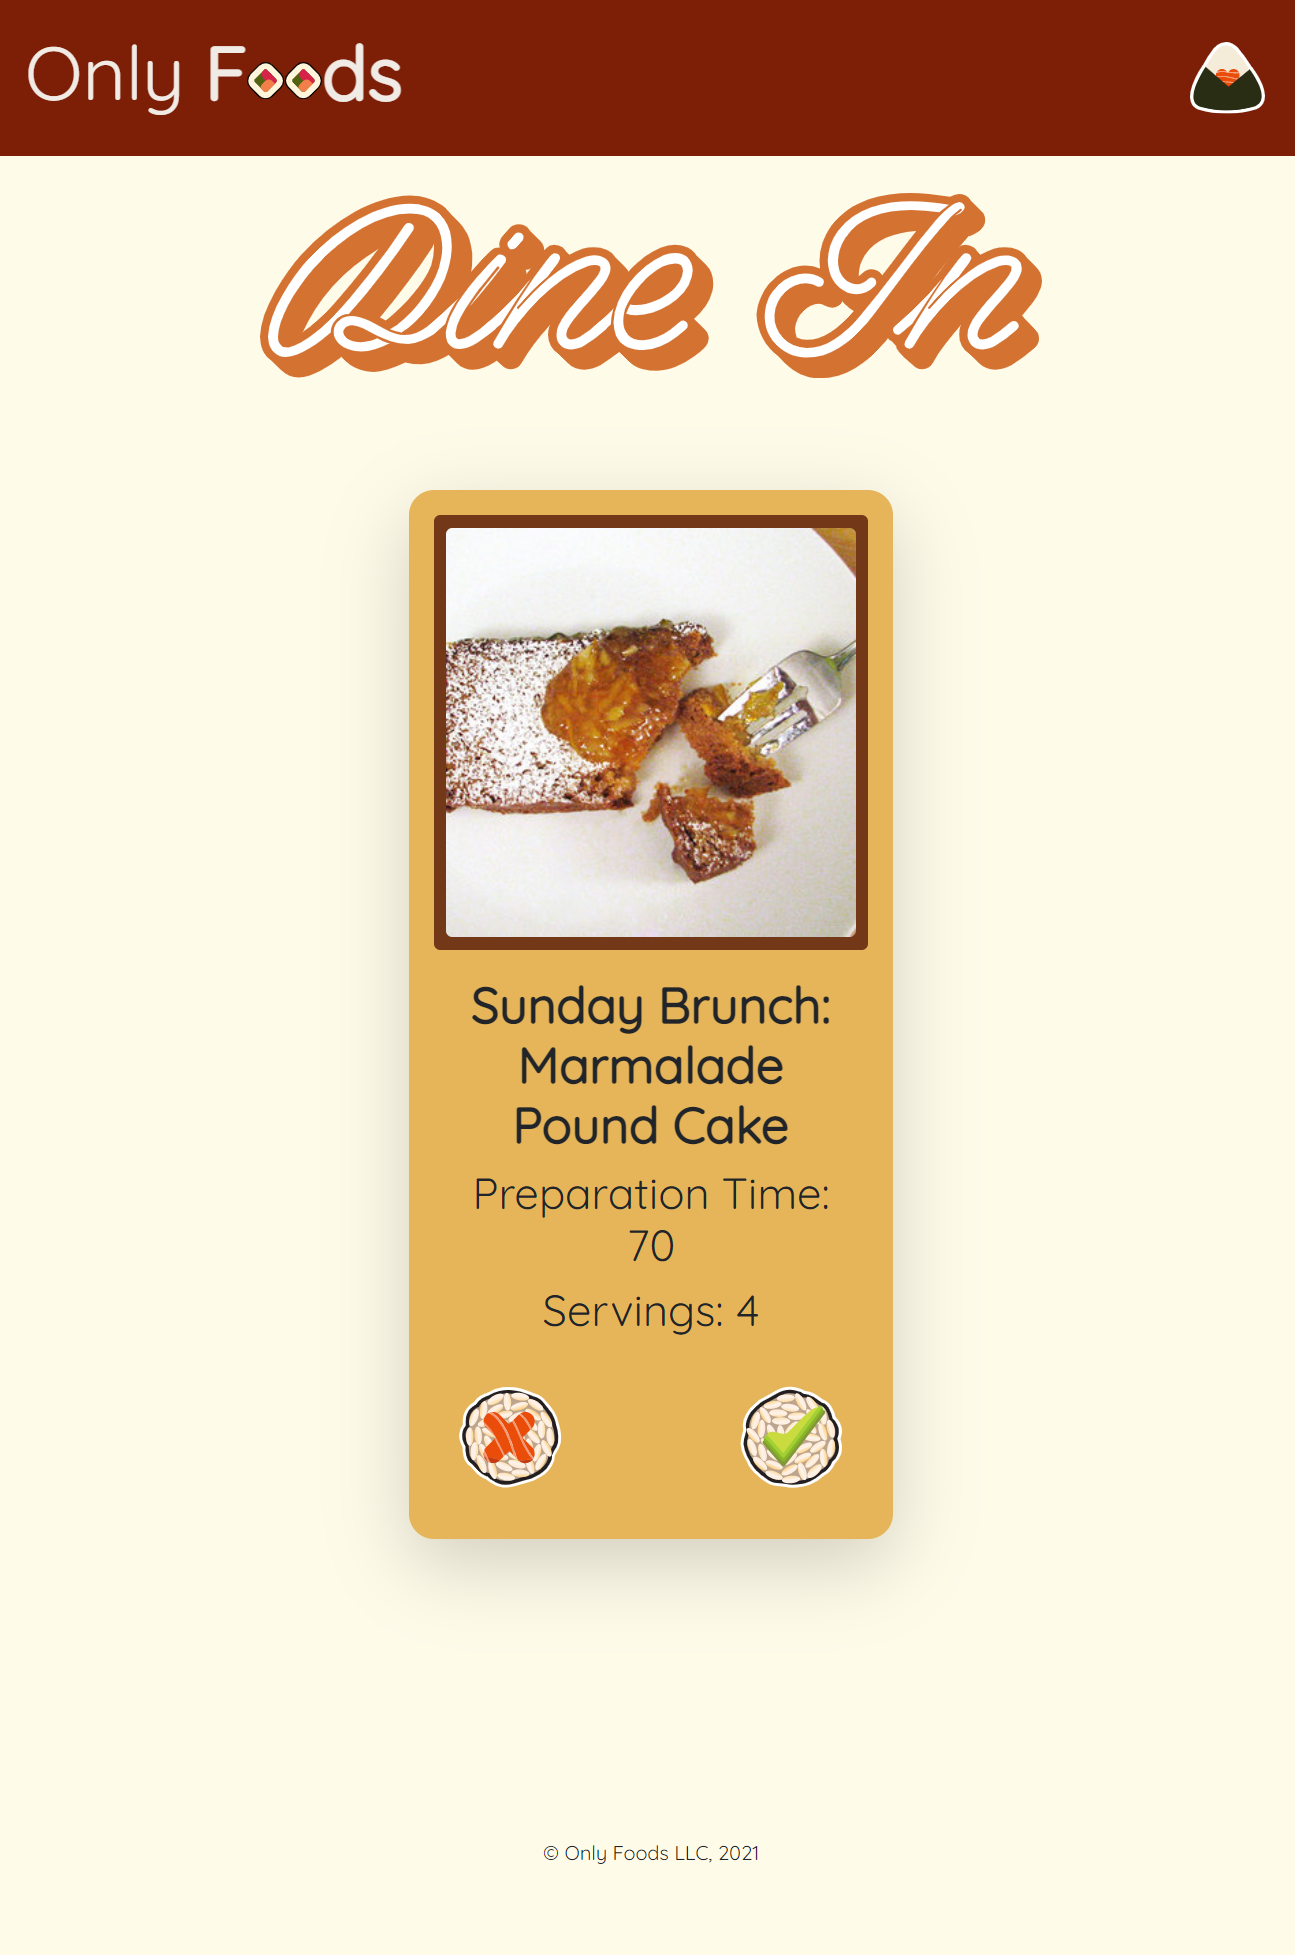 Only Foods
Dine In
Sunday Brunch:
Marmalade
Pound Cake
Preparation Time:
70
Servings: 4
© Only Foods LLC, 2021